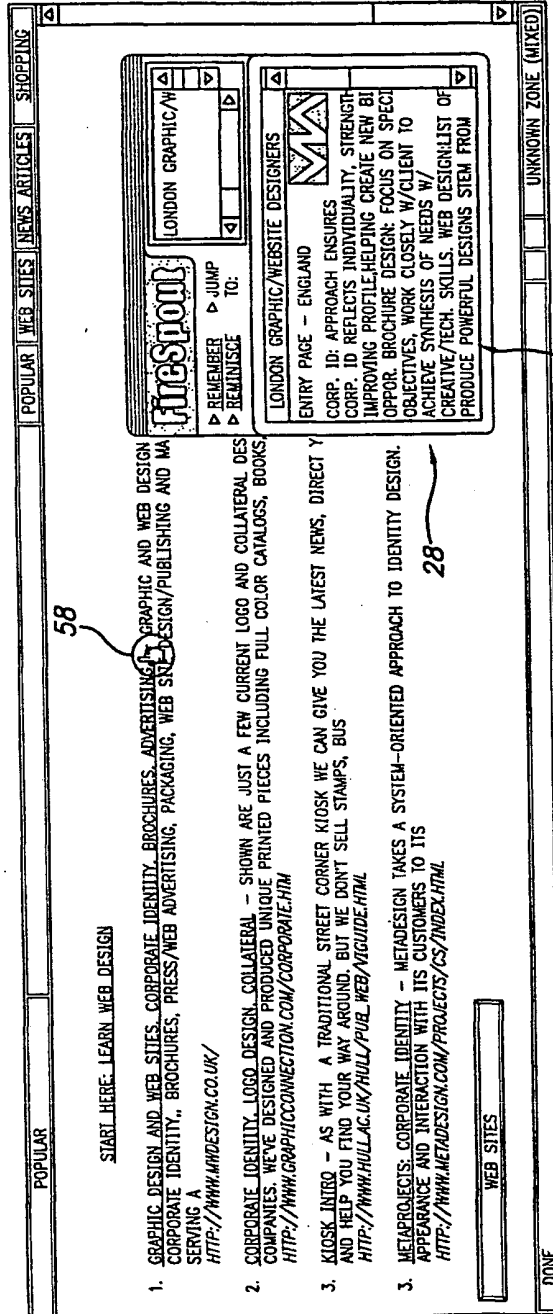 POPULAR
POPULAR WEB SITES NEWS ARTICLES SHOPPING
START HERE: LEARN WEB DESIGN
58
1. GRAPHIC DESIGN AND WEB SITES, CORPORATE IDENTITY, BROCHURES, ADVERTISING, GRAPHIC AND WEB DESIGN
CORPORATE IDENTITY,, BROCHURES, PRESS/WEB ADVERTISING, PACKAGING, WEB SITE DESIGN/PUBLISHING AND MA
SERVING A
HTTP://WWW.MWDESIGN.CO.UK/
2. CORPORATE IDENTITY, LOGO DESIGN, COLLATERAL - SHOWN ARE JUST A FEW CURRENT LOGO AND COLLATERAL DES
COMPANIES. WE'VE DESIGNED AND PRODUCED UNIQUE PRINTED PIECES INCLUDING FULL COLOR CATALOGS, BOOKS,
HTTP://WWW.GRAPHICCONNECTION.COM/CORPORATE.HTM
3. KIOSK INTRO - AS WITH A TRADITIONAL STREET CORNER KIOSK WE CAN GIVE YOU THE LATEST NEWS, DIRECT Y
AND HELP YOU FIND YOUR WAY AROUND. BUT WE DON'T SELL STAMPS, BUS
HTTP://WWW.HULL.AC.UK/HULL/PUB_WEB/VIGUIDE.HTML
3. METAPROJECTS: CORPORATE IDENTITY - METADESIGN TAKES A SYSTEM-ORIENTED APPROACH TO IDENTITY DESIGN.
APPEARANCE AND INTERACTION WITH ITS CUSTOMERS TO ITS
HTTP://WWW.METADESIGN.COM/PROJECTS/CS/INDEX.HTML
FireSpout
LONDON GRAPHIC/W
REMEMBER JUMP
REMINISCE TO:
LONDON GRAPHIC/WEBSITE DESIGNERS
ENTRY PAGE - ENGLAND
CORP. ID: APPROACH ENSURES
CORP. ID REFLECTS INDIVIDUALITY, STRENGTH
IMPROVING PROFILE,HELPING CREATE NEW BI
OPPOR. BROCHURE DESIGN: FOCUS ON SPECI
OBJECTIVES, WORK CLOSELY W/CLIENT TO
ACHIEVE SYNTHESIS OF NEEDS W/
CREATIVE/TECH. SKILLS. WEB DESIGN:LIST OF
PRODUCE POWERFUL DESIGNS STEM FROM
28
WEB SITES
DONE
UNKNOWN ZONE (MIXED)